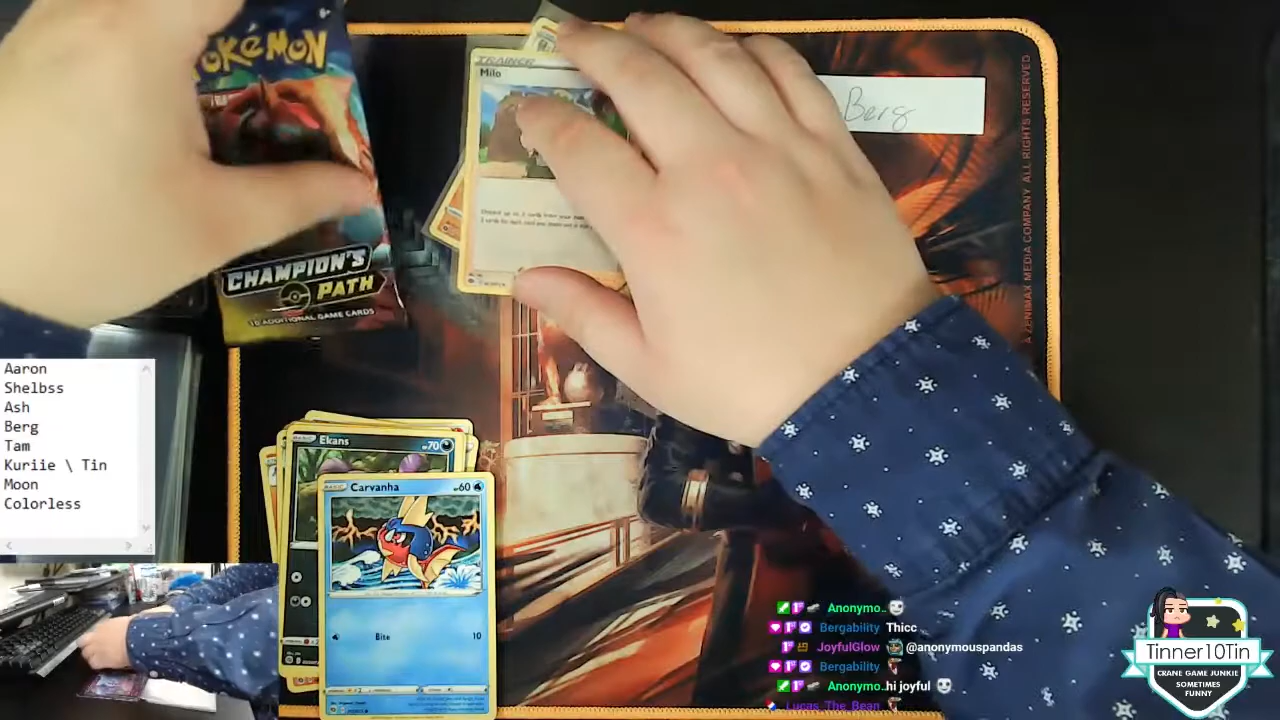 POKÉMON
CHAMPION'S
PATH
10 ADDITIONAL GAME CARDS
TRAINER
Milo
Berg
A ZENIMAX MEDIA COMPANY. ALL RIGHTS RESERVED
Aaron
Shelbss
Ash
Berg
Tam
Kuriie \ Tin
Moon
Colorless
Ekans
HP 70
Carvanha
HP 60
Bite 10
Anonymo..
Bergability Thicc
JoyfulGlow @anonymouspandas
Bergability
Anonymo.. hi joyful
Lucas_The_Bean
Tinner10Tin
CRANE GAME JUNKIE
SOMETIMES
FUNNY